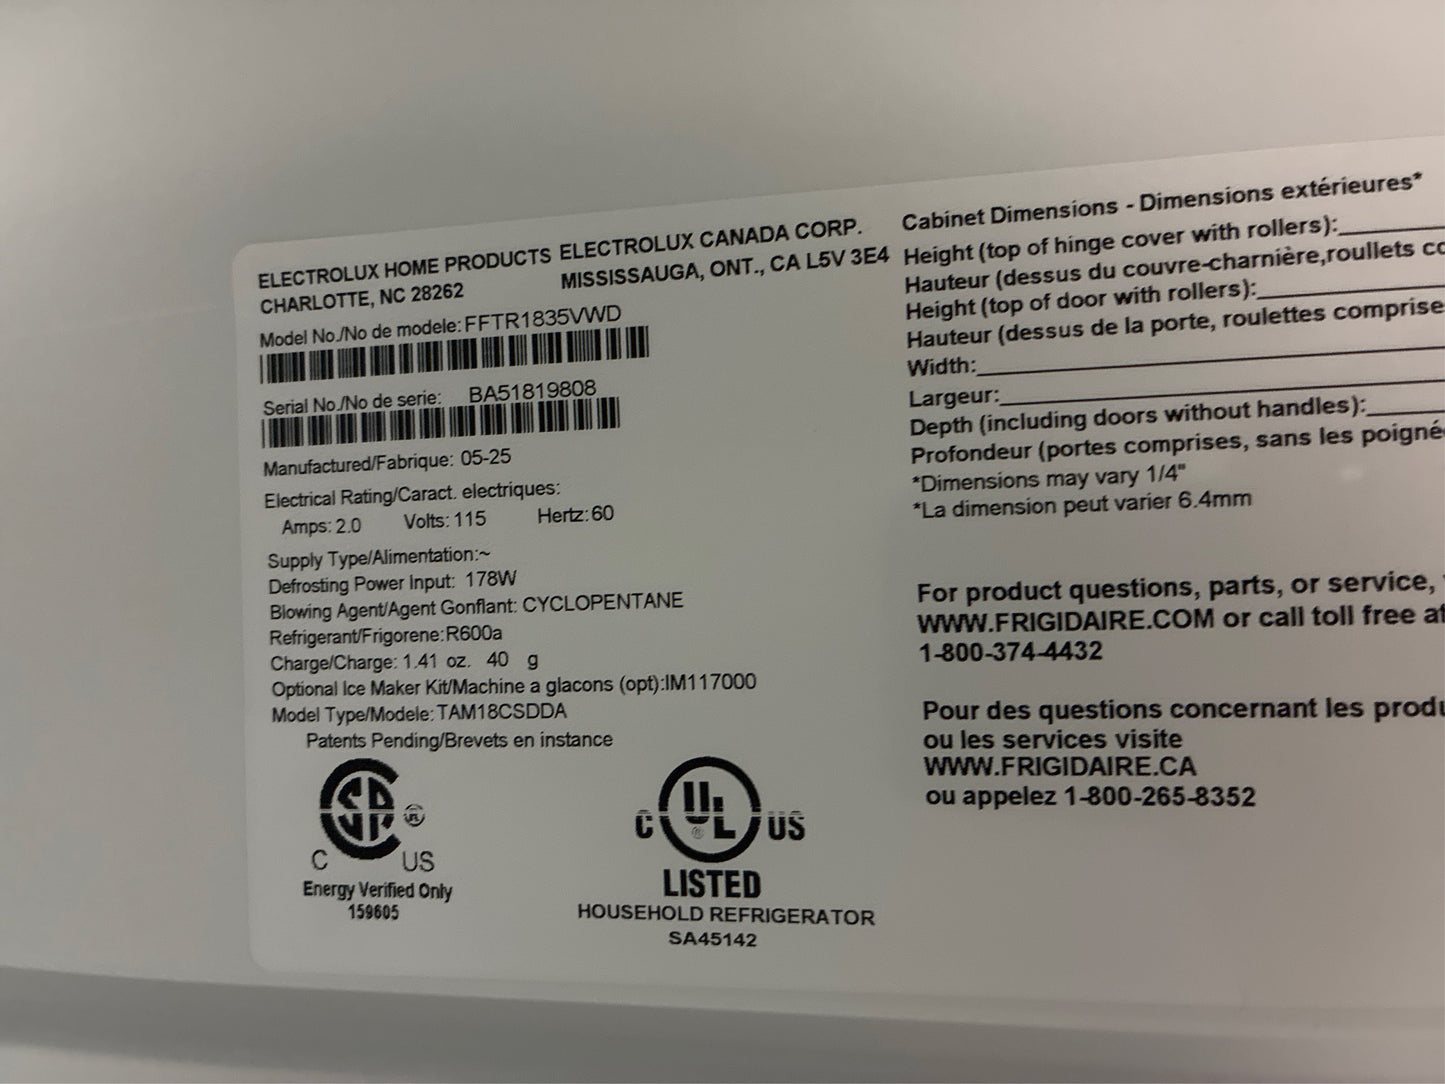 ELECTROLUX HOME PRODUCTS ELECTROLUX CANADA CORP.
CHARLOTTE, NC 28262 MISSISSAUGA, ONT., CA L5V 3E4
Model No./No de modele: FFTR1835VWD
Serial No./No de serie: BA51819808
Manufactured/Fabrique: 05-25
Electrical Rating/Caract. electriques:
Amps: 2.0 Volts: 115 Hertz: 60
Supply Type/Alimentation:~
Defrosting Power Input: 178W
Blowing Agent/Agent Gonflant: CYCLOPENTANE
Refrigerant/Frigorene: R600a
Charge/Charge: 1.41 oz. 40 g
Optional Ice Maker Kit/Machine a glacons (opt):IM117000
Model Type/Modele: TAM18CSDDA
Patents Pending/Brevets en instance
C US
Energy Verified Only
159605
C UL US
LISTED
HOUSEHOLD REFRIGERATOR
SA45142
Cabinet Dimensions - Dimensions extérieures*
Height (top of hinge cover with rollers):
Hauteur (dessus du couvre-charnière,roullets
Height (top of door with rollers):
Hauteur (dessus de la porte, roulettes
Width:
Largeur:
Depth (including doors without handles):
Profondeur (portes comprises, sans les
*Dimensions may vary 1/4"
*La dimension peut varier 6.4mm
For product questions, parts, or service,
WWW.FRIGIDAIRE.COM or call toll free
1-800-374-4432
Pour des questions concernant les
ou les services visite
WWW.FRIGIDAIRE.CA
ou appelez 1-800-265-8352